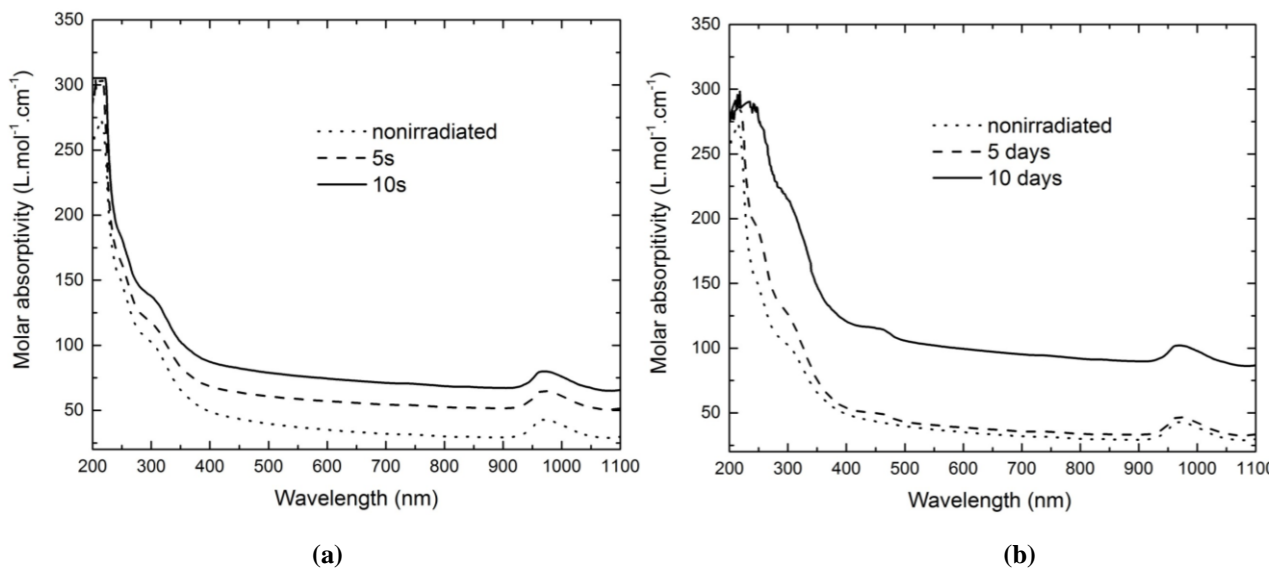 350
300
250
200
150
100
50
Molar absorptivity (L.mol⁻¹.cm⁻¹)
nonirradiated
5s
10s
200 300 400 500 600 700 800 900 1000 1100
Wavelength (nm)
(a)
350
300
250
200
150
100
50
Molar absorpitivity (L.mol⁻¹.cm⁻¹)
nonirradiated
5 days
10 days
200 300 400 500 600 700 800 900 1000 1100
Wavelength (nm)
(b)